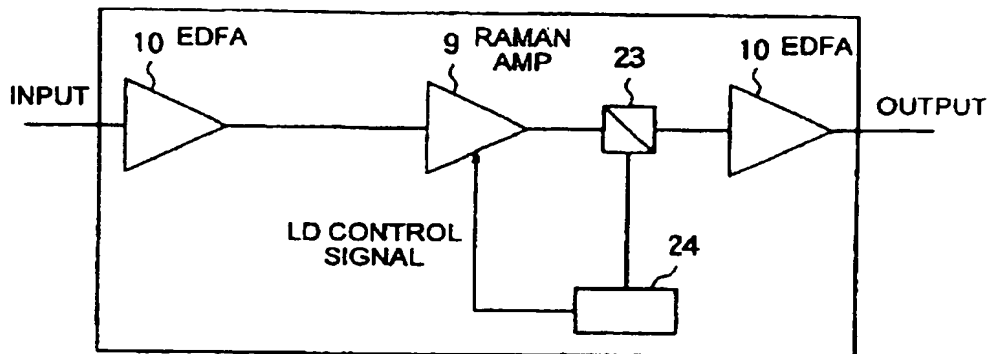 10 EDFA
9 RAMAN
AMP
23
10 EDFA
INPUT
OUTPUT
LD CONTROL
SIGNAL
24